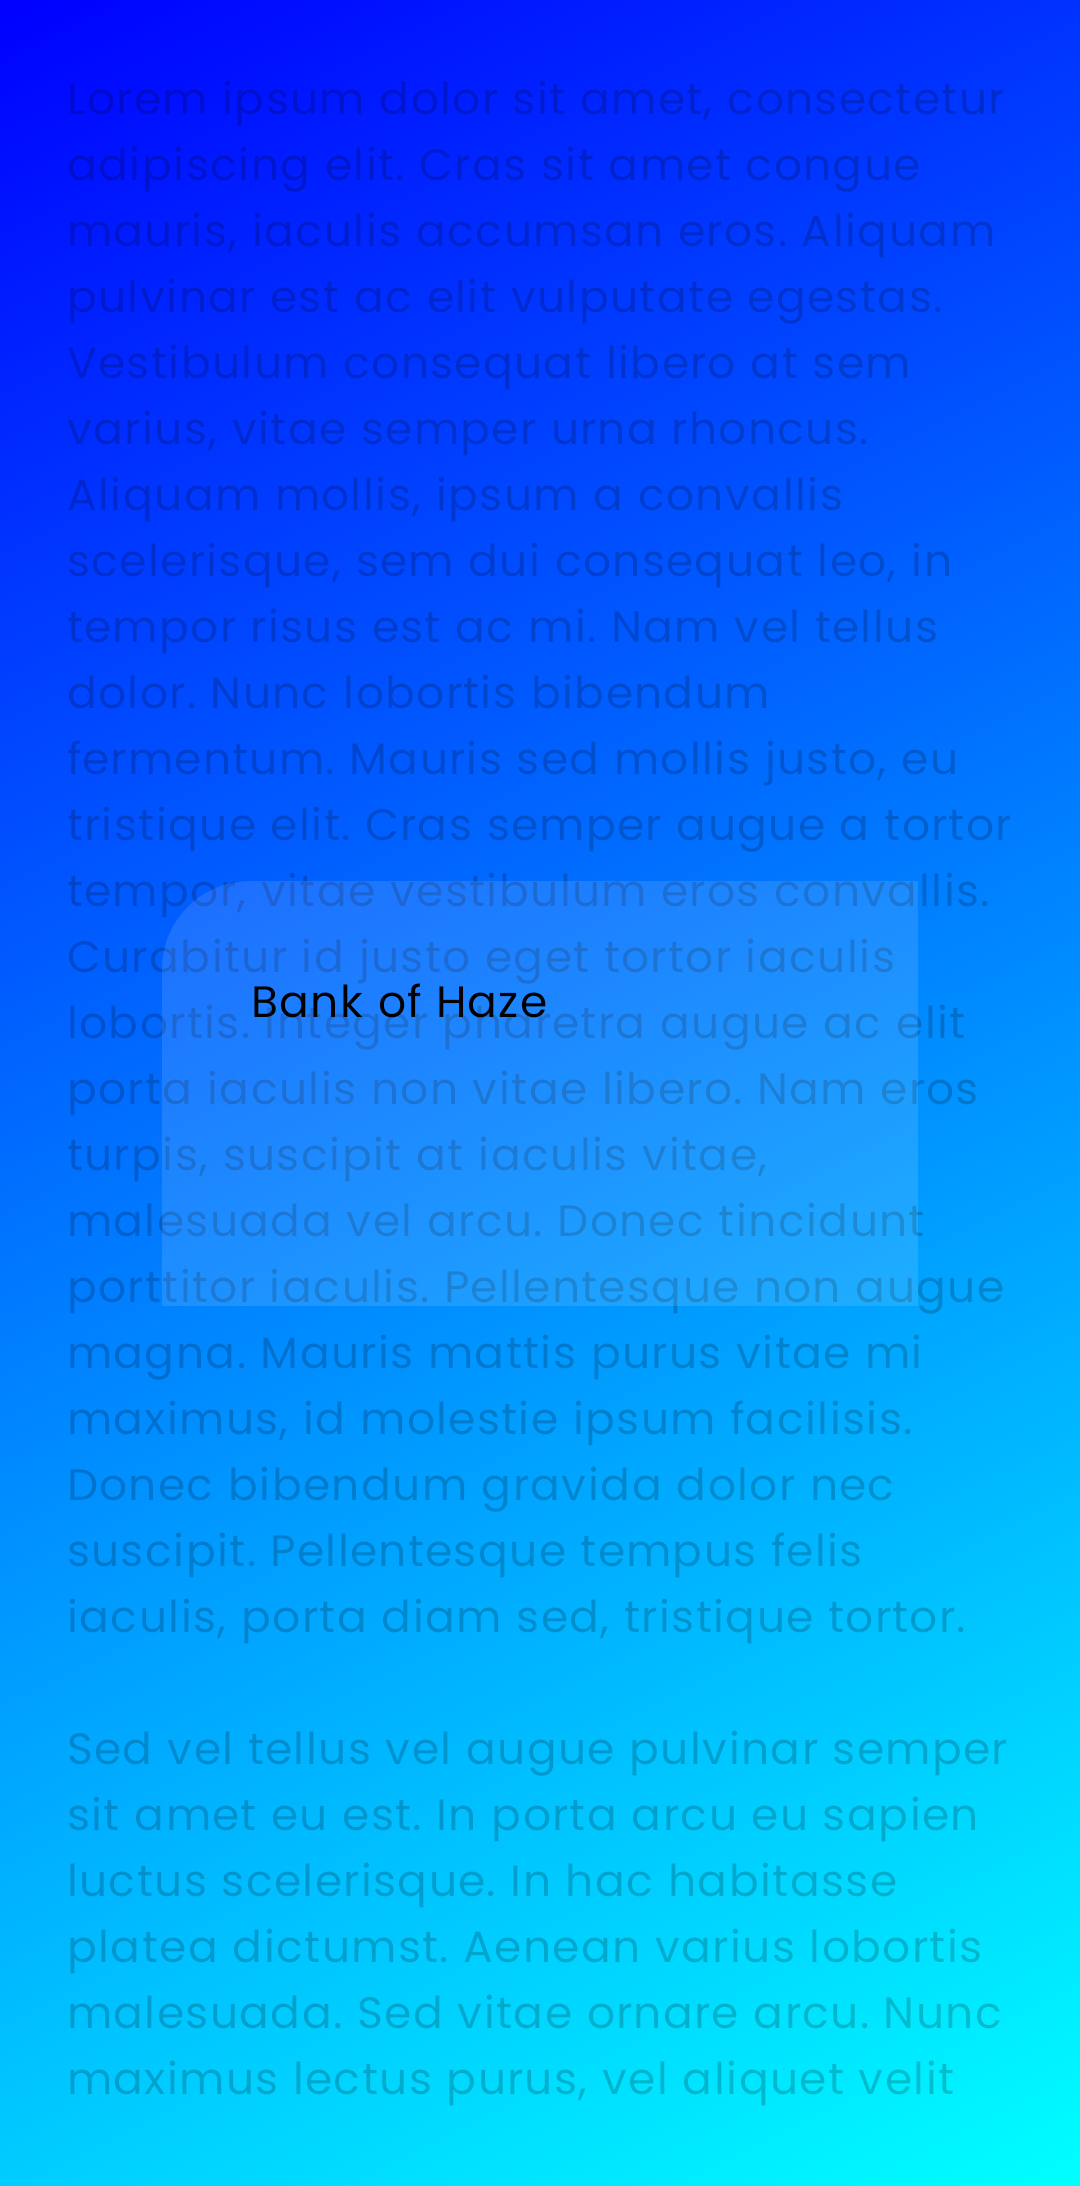 Lorem ipsum dolor sit amet, consectetur
adipiscing elit. Cras sit amet congue
mauris, iaculis accumsan eros. Aliquam
pulvinar est ac elit vulputate egestas.
Vestibulum consequat libero at sem
varius, vitae semper urna rhoncus.
Aliquam mollis, ipsum a convallis
scelerisque, sem dui consequat leo, in
tempor risus est ac mi. Nam vel tellus
dolor. Nunc lobortis bibendum
fermentum. Mauris sed mollis justo, eu
tristique elit. Cras semper augue a tortor
tempor, vitae vestibulum eros convallis.
Curabitur id justo eget tortor iaculis
Bank of Haze
lobortis. Integer pharetra augue ac elit
porta iaculis non vitae libero. Nam eros
turpis, suscipit at iaculis vitae,
malesuada vel arcu. Donec tincidunt
porttitor iaculis. Pellentesque non augue
magna. Mauris mattis purus vitae mi
maximus, id molestie ipsum facilisis.
Donec bibendum gravida dolor nec
suscipit. Pellentesque tempus felis
iaculis, porta diam sed, tristique tortor.
Sed vel tellus vel augue pulvinar semper
sit amet eu est. In porta arcu eu sapien
luctus scelerisque. In hac habitasse
platea dictumst. Aenean varius lobortis
malesuada. Sed vitae ornare arcu. Nunc
maximus lectus purus, vel aliquet velit